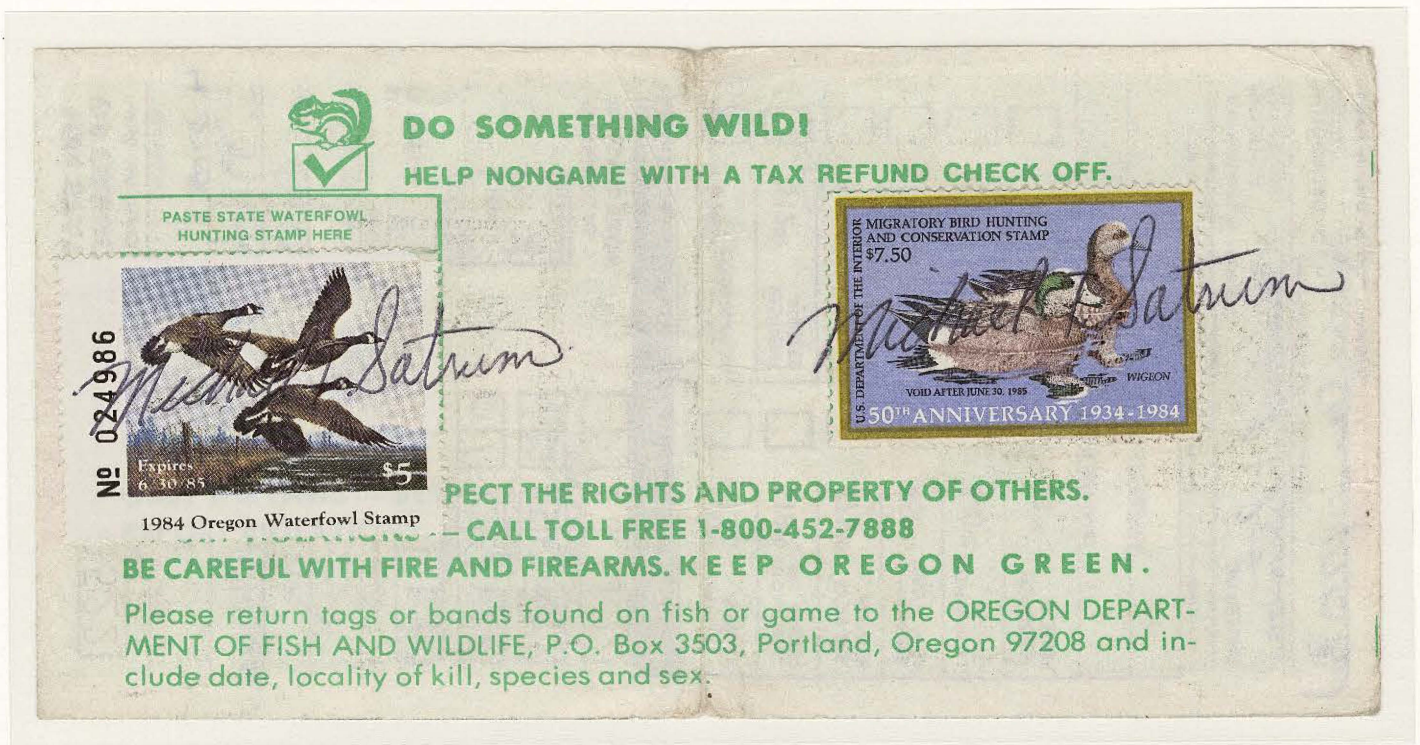 DO SOMETHING WILD!
HELP NONGAME WITH A TAX REFUND CHECK OFF.
PASTE STATE WATERFOWL
HUNTING STAMP HERE
Nº 024986
Expires
6/30/85
$5
1984 Oregon Waterfowl Stamp
Michael Satrum
U.S. DEPARTMENT OF THE INTERIOR
MIGRATORY BIRD HUNTING
AND CONSERVATION STAMP
$7.50
WIGEON
VOID AFTER JUNE 30, 1985
50TH ANNIVERSARY 1934-1984
Michael Satrum
PECT THE RIGHTS AND PROPERTY OF OTHERS.
— CALL TOLL FREE 1-800-452-7888
BE CAREFUL WITH FIRE AND FIREARMS. KEEP OREGON GREEN.
Please return tags or bands found on fish or game to the OREGON DEPART-
MENT OF FISH AND WILDLIFE, P.O. Box 3503, Portland, Oregon 97208 and in-
clude date, locality of kill, species and sex.